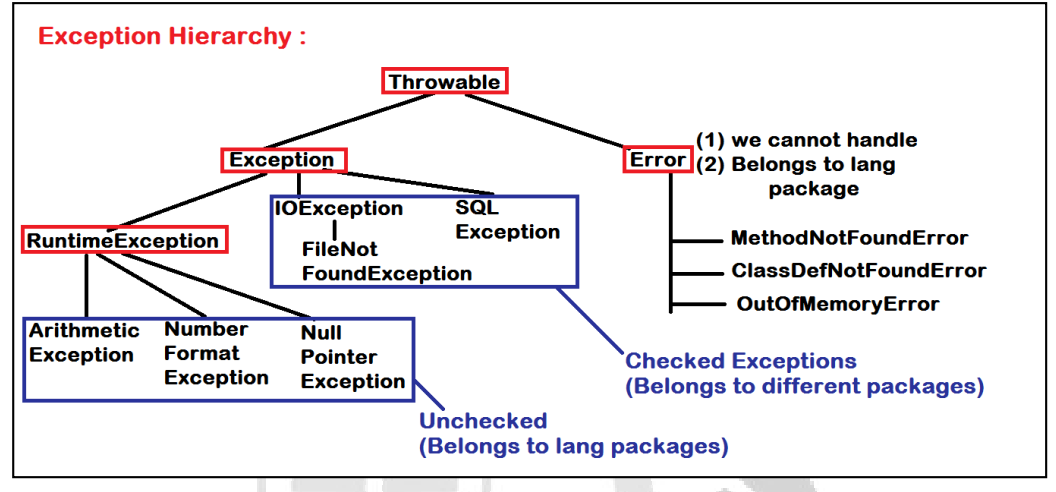 Exception Hierarchy :
Throwable
Exception
Error
(1) we cannot handle
(2) Belongs to lang
package
IOException
SQL
Exception
RuntimeException
FileNot
FoundException
MethodNotFoundError
ClassDefNotFoundError
OutOfMemoryError
Arithmetic
Exception
Number
Format
Exception
Null
Pointer
Exception
Checked Exceptions
(Belongs to different packages)
Unchecked
(Belongs to lang packages)